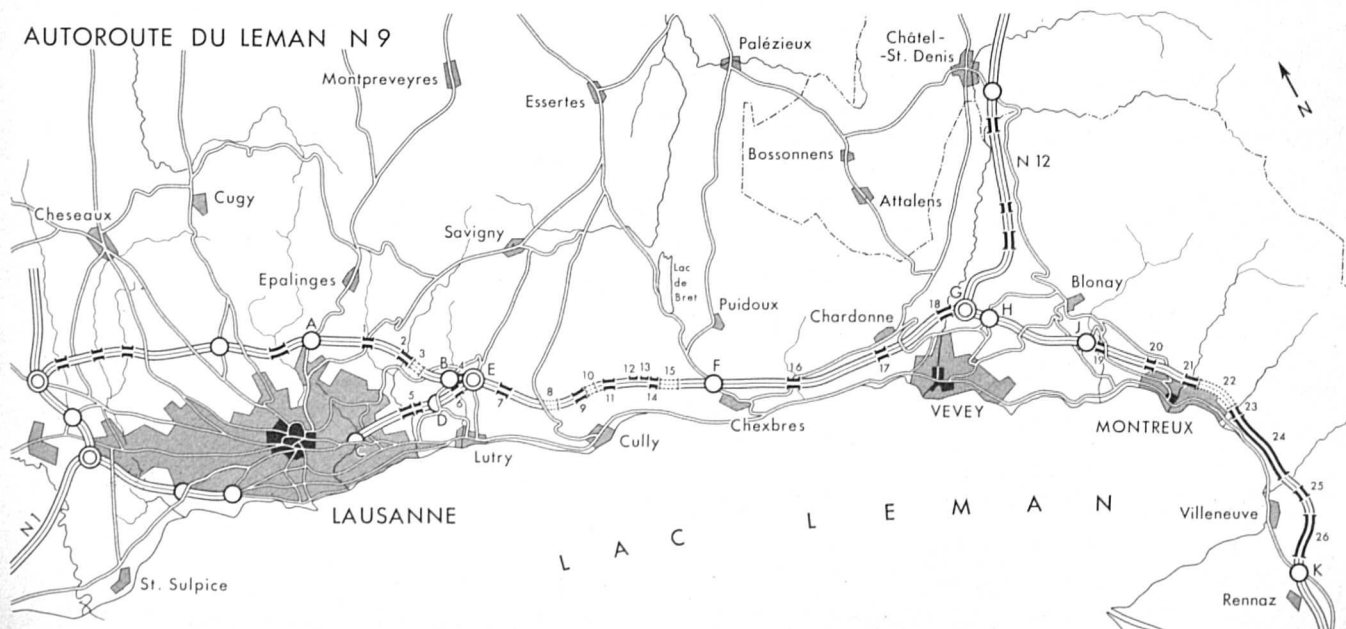 AUTOROUTE DU LEMAN N 9
Montpreveyres
Essertes
Palézieux
Châtel-
-St. Denis
N
Bossonnens
N 12
Cheseaux
Cugy
Attalens
Savigny
Epalinges
Lac
de
Bret
Puidoux
Chardonne
Blonay
A
2
3
B
E
5
D
6
7
8
9
10
11
12
13
14
15
F
16
17
18
G
H
J
19
20
21
22
23
24
25
26
K
Chexbres
VEVEY
MONTREUX
Lutry
Cully
LAUSANNE
N 1
St. Sulpice
LAC LEMAN
Villeneuve
Rennaz